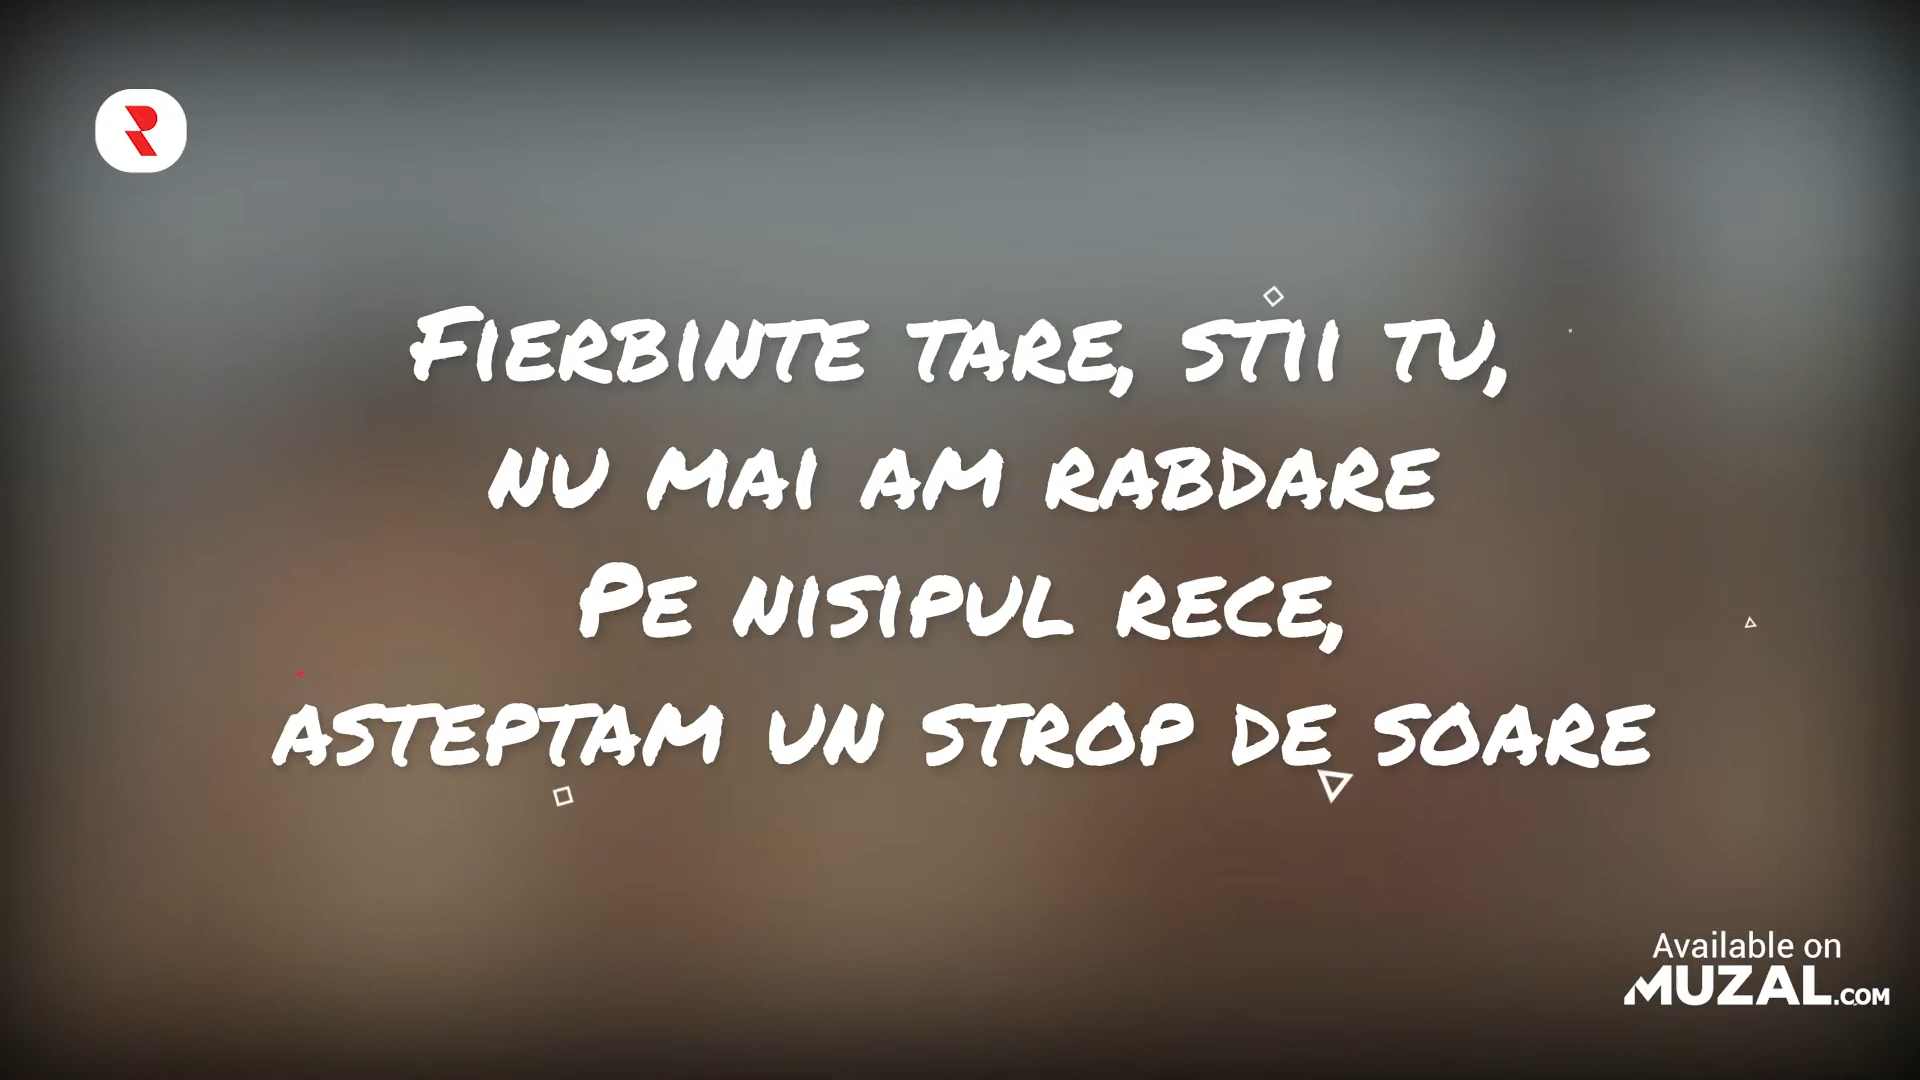 Fierbinte tare, stii tu,
nu mai am rabdare
Pe nisipul rece,
asteptam un strop de soare
Available on
MUZAL.COM